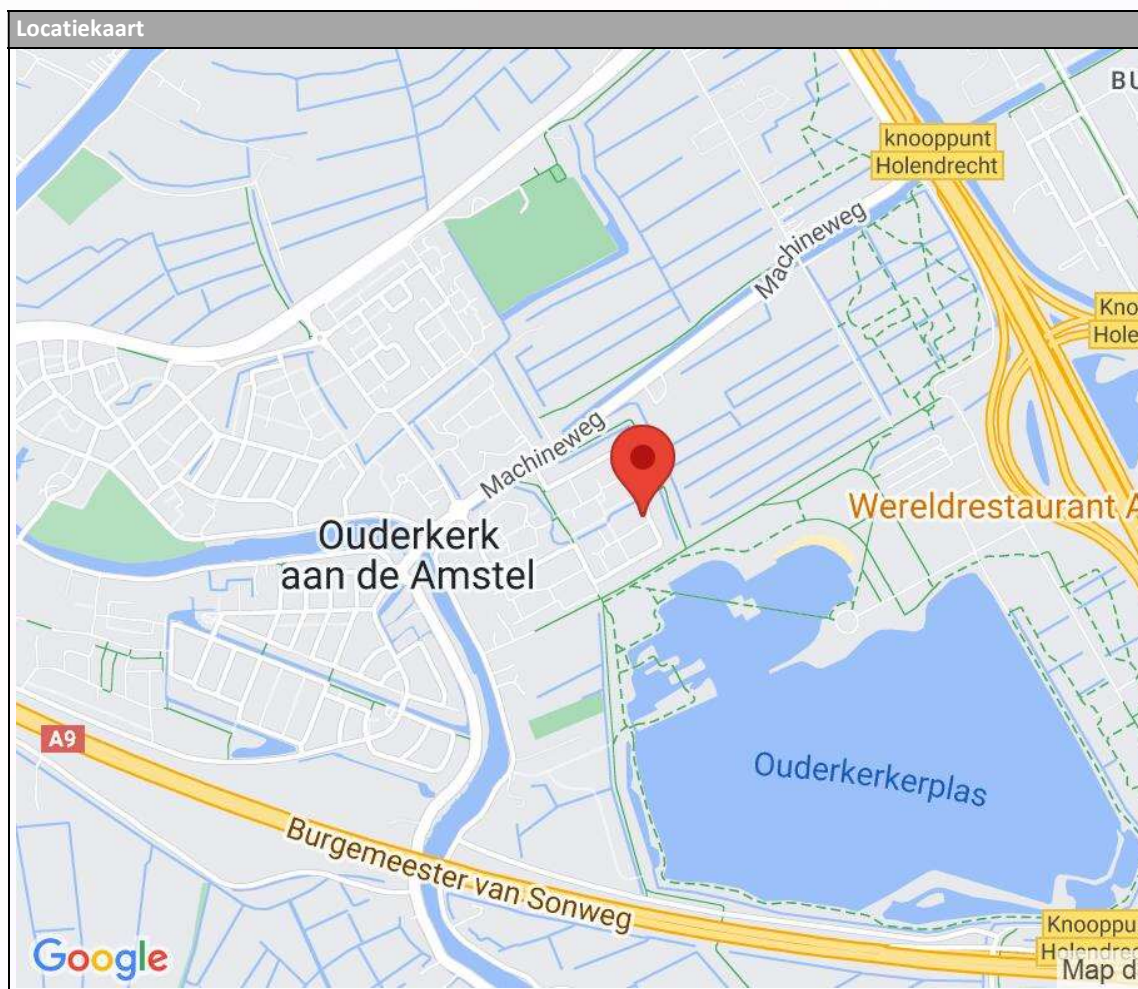 Locatiekaart
BU
knooppunt
Holendrecht
Machineweg
Kno
Hole
Machineweg
Wereldrestaurant A
Ouderkerk
aan de Amstel
A9
Ouderkerkerplas
Burgemeester van Sonweg
Knooppu
Holendrec
Google
Map d